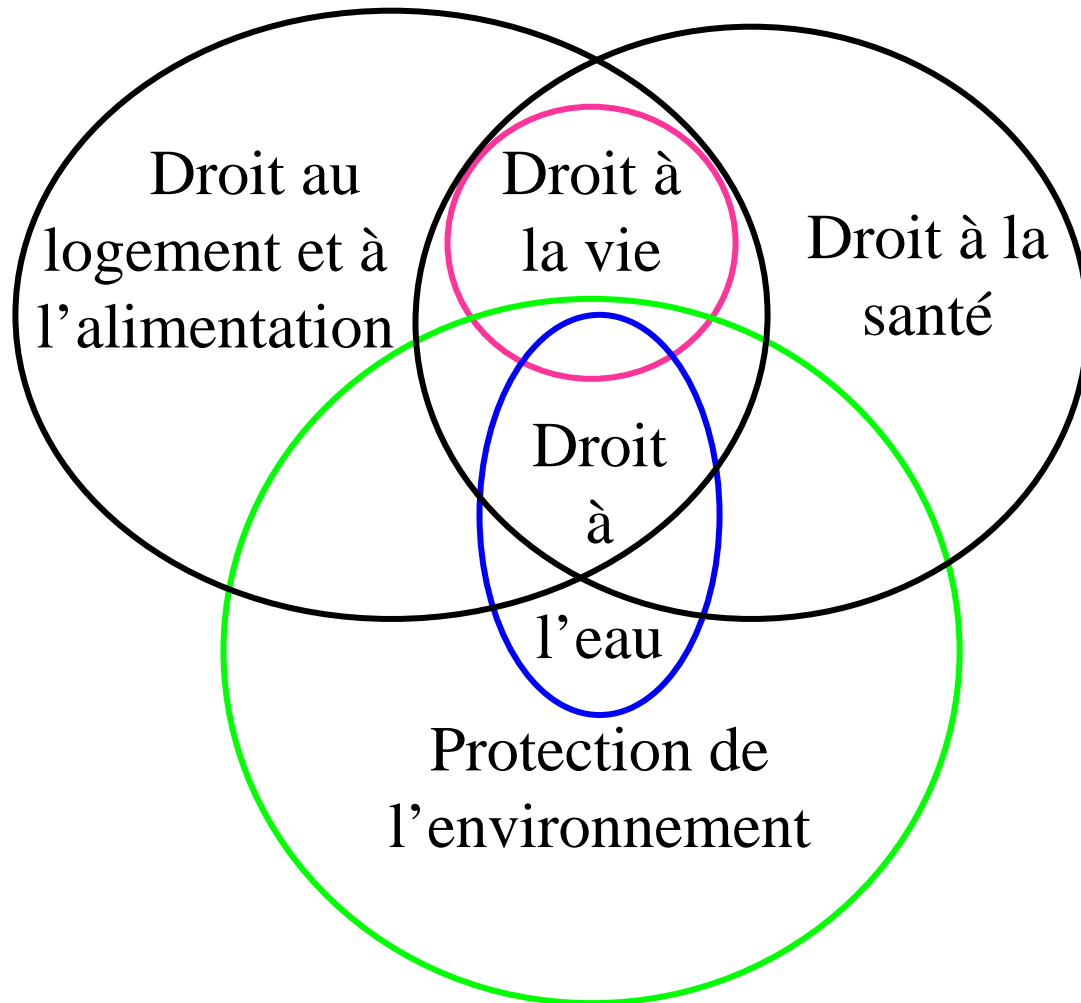 Droit au
logement et à
l’alimentation
Droit à
la vie
Droit à la
santé
Droit
à
l’eau
Protection de
l’environnement